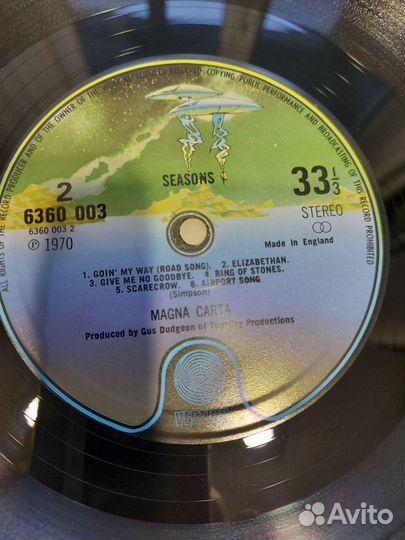 ALL RIGHTS OF THE RECORD PRODUCER AND OF THE OWNER OF THE WORK REPRODUCED RESERVED. COPYING, PUBLIC PERFORMANCE AND BROADCASTING OF THIS RECORD PROHIBITED
2
SEASONS
33⅓
6360 003
6360 003 2
STEREO
℗ 1970
Made in England
1. GOIN' MY WAY (ROAD SONG). 2. ELIZABETHAN.
3. GIVE ME NO GOODBYE. 4. RING OF STONES.
5. SCARECROW. 6. AIRPORT SONG
(Simpson)
MAGNA CARTA
Produced by Gus Dudgeon of Productions
VERTIGO
Avito